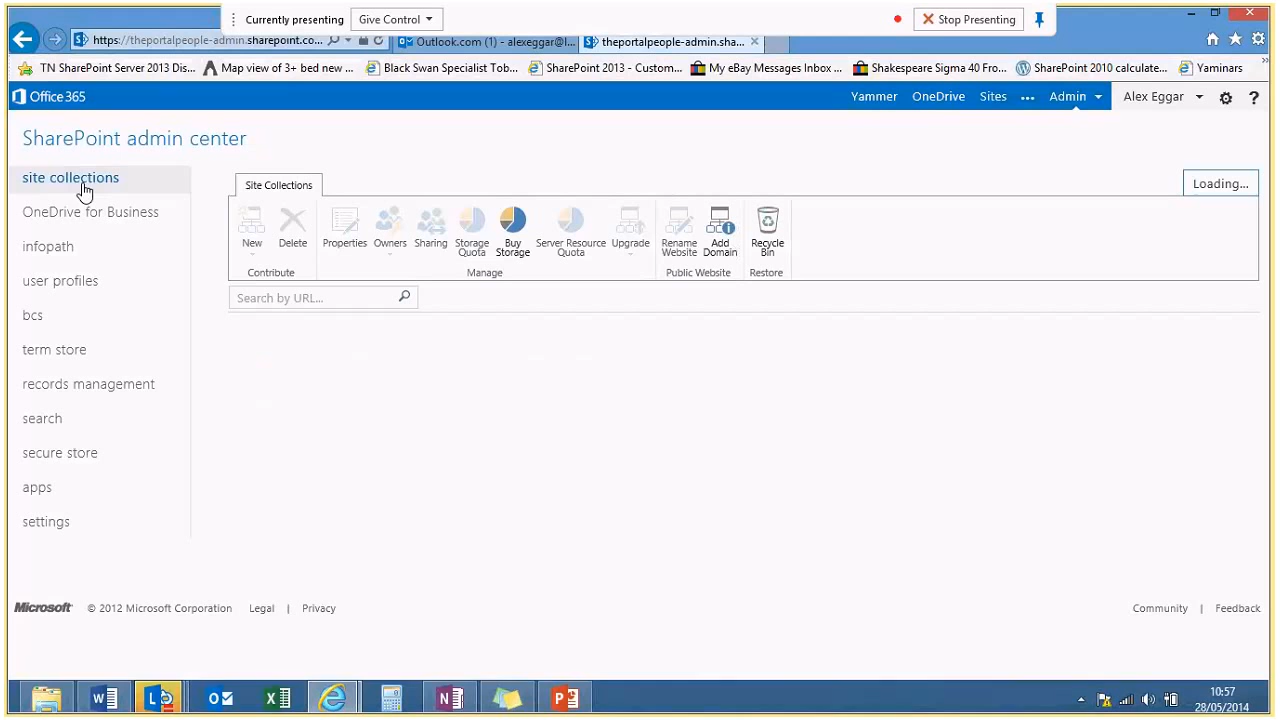 Currently presenting Give Control Stop Presenting
https://theportalpeople-admin.sharepoint.co... Outlook.com (1) - alexeggar@l... theportalpeople-admin.sha...
TN SharePoint Server 2013 Dis... Map view of 3+ bed new ... Black Swan Specialist Tob... SharePoint 2013 - Custom... My eBay Messages Inbox ... Shakespeare Sigma 40 Fro... SharePoint 2010 calculate... Yaminars
Office 365 Yammer OneDrive Sites ... Admin Alex Eggar ?
SharePoint admin center
site collections
OneDrive for Business
infopath
user profiles
bcs
term store
records management
search
secure store
apps
settings
Site Collections
Loading...
New Delete Properties Owners Sharing Storage Quota Buy Storage Server Resource Quota Upgrade Rename Website Add Domain Recycle Bin
Contribute Manage Public Website Restore
Search by URL...
Microsoft © 2012 Microsoft Corporation Legal | Privacy Community | Feedback
10:57
28/05/2014